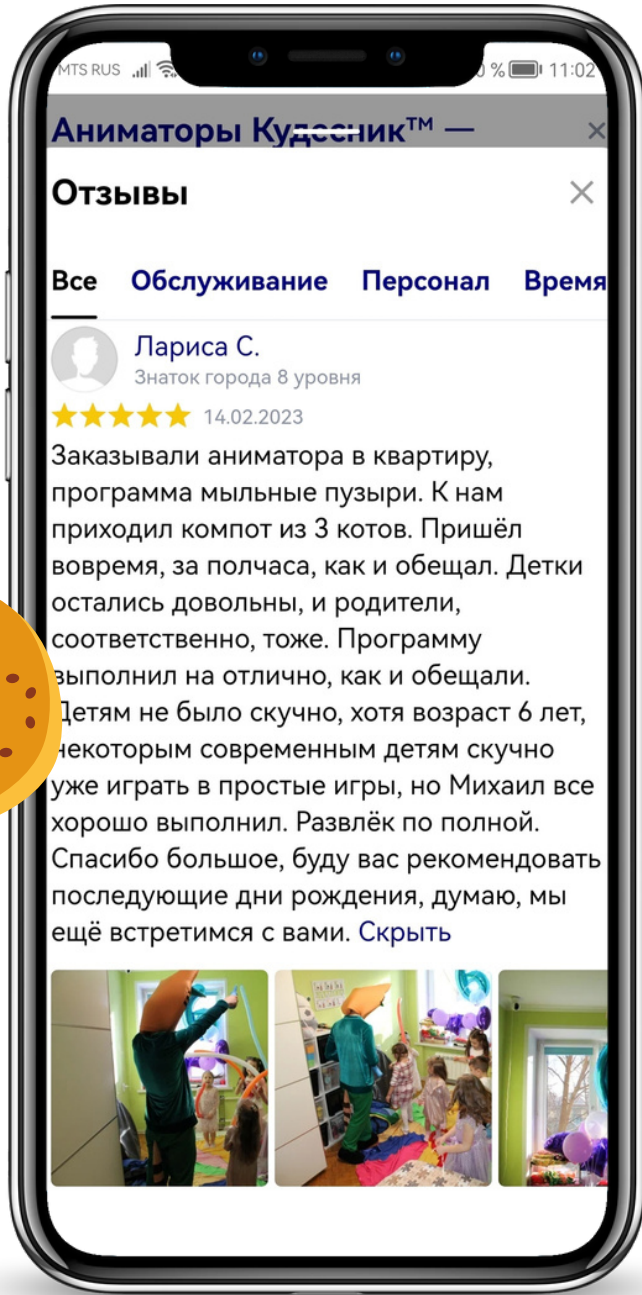 MTS RUS
% 11:02
Аниматоры Кудесник™ —
Отзывы
Все Обслуживание Персонал Время
Лариса С.
Знаток города 8 уровня
14.02.2023
Заказывали аниматора в квартиру,
программа мыльные пузыри. К нам
приходил компот из 3 котов. Пришёл
вовремя, за полчаса, как и обещал. Детки
остались довольны, и родители,
соответственно, тоже. Программу
выполнил на отлично, как и обещали.
Детям не было скучно, хотя возраст 6 лет,
некоторым современным детям скучно
уже играть в простые игры, но Михаил все
хорошо выполнил. Развлёк по полной.
Спасибо большое, буду вас рекомендовать
последующие дни рождения, думаю, мы
ещё встретимся с вами. Скрыть